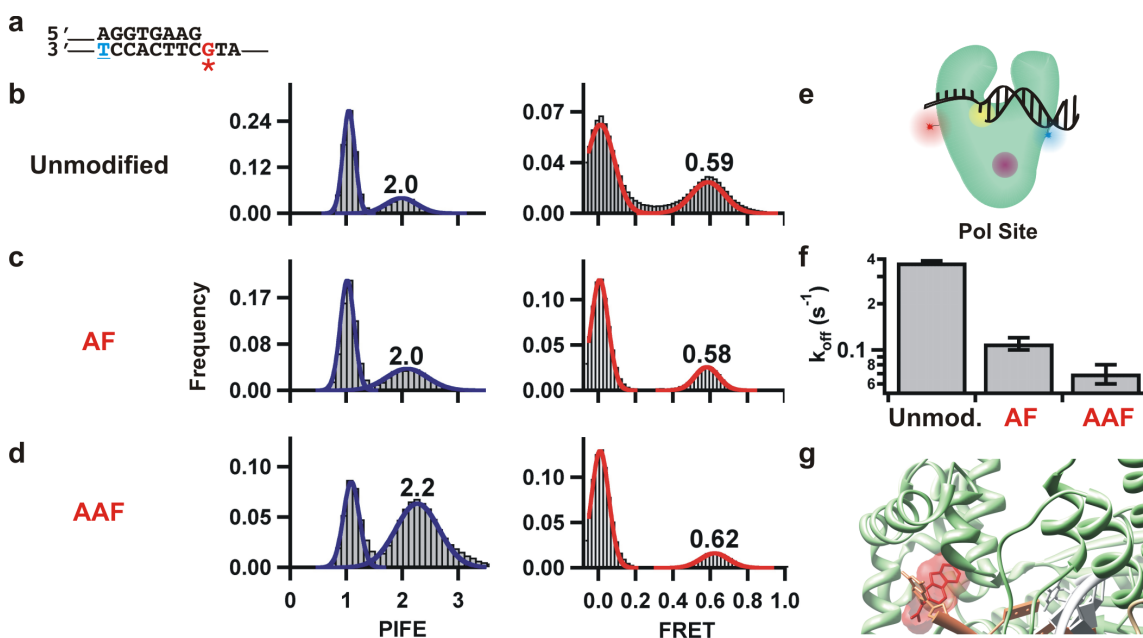 a
5′ AGGTGAAG
3′ TCCACTTCGTA
*
b
Unmodified
0.24
0.12
0.00
2.0
0.07
0.04
0.00
0.59
c
AF
Frequency
0.17
0.08
0.00
2.0
0.10
0.05
0.00
0.58
d
AAF
0.10
0.05
0.00
2.2
0 1 2 3
PIFE
0.10
0.05
0.00
0.62
0.0 0.2 0.4 0.6 0.8 1.0
FRET
e
Pol Site
f
koff (s-1)
4
2
0.1
8
6
Unmod. AF AAF
g